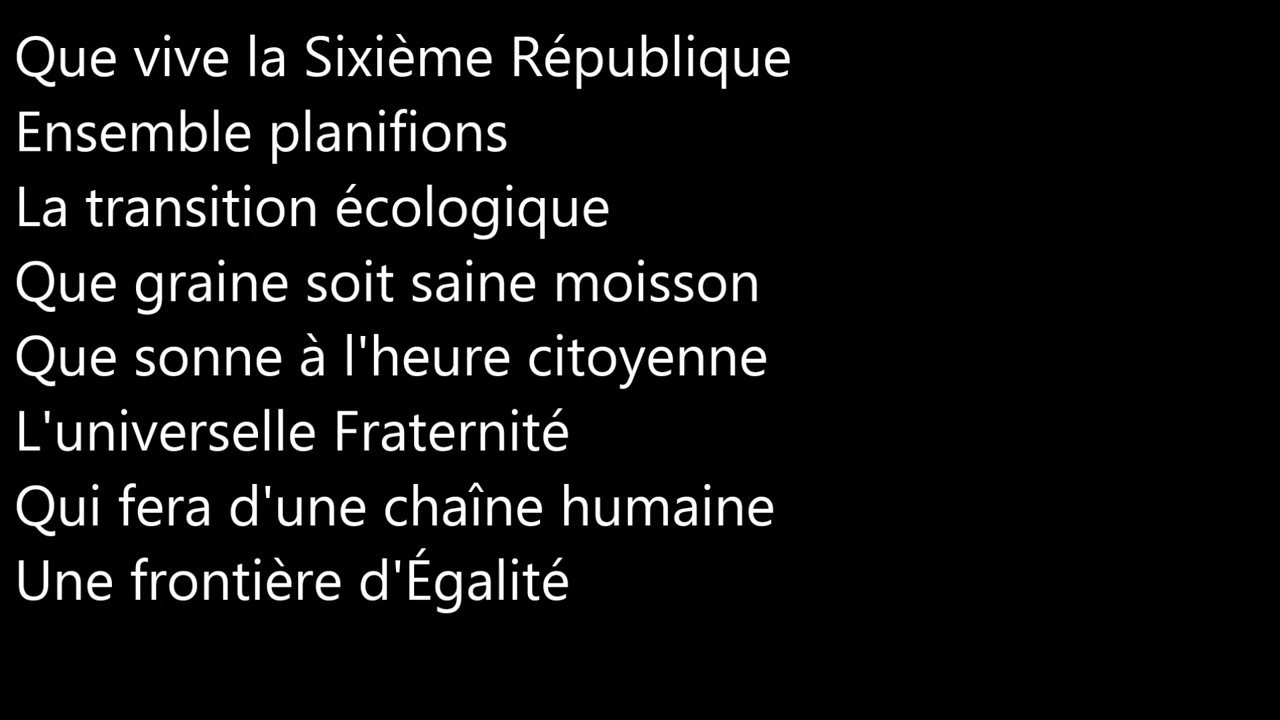 Que vive la Sixième République
Ensemble planifions
La transition écologique
Que graine soit saine moisson
Que sonne à l'heure citoyenne
L'universelle Fraternité
Qui fera d'une chaîne humaine
Une frontière d'Égalité